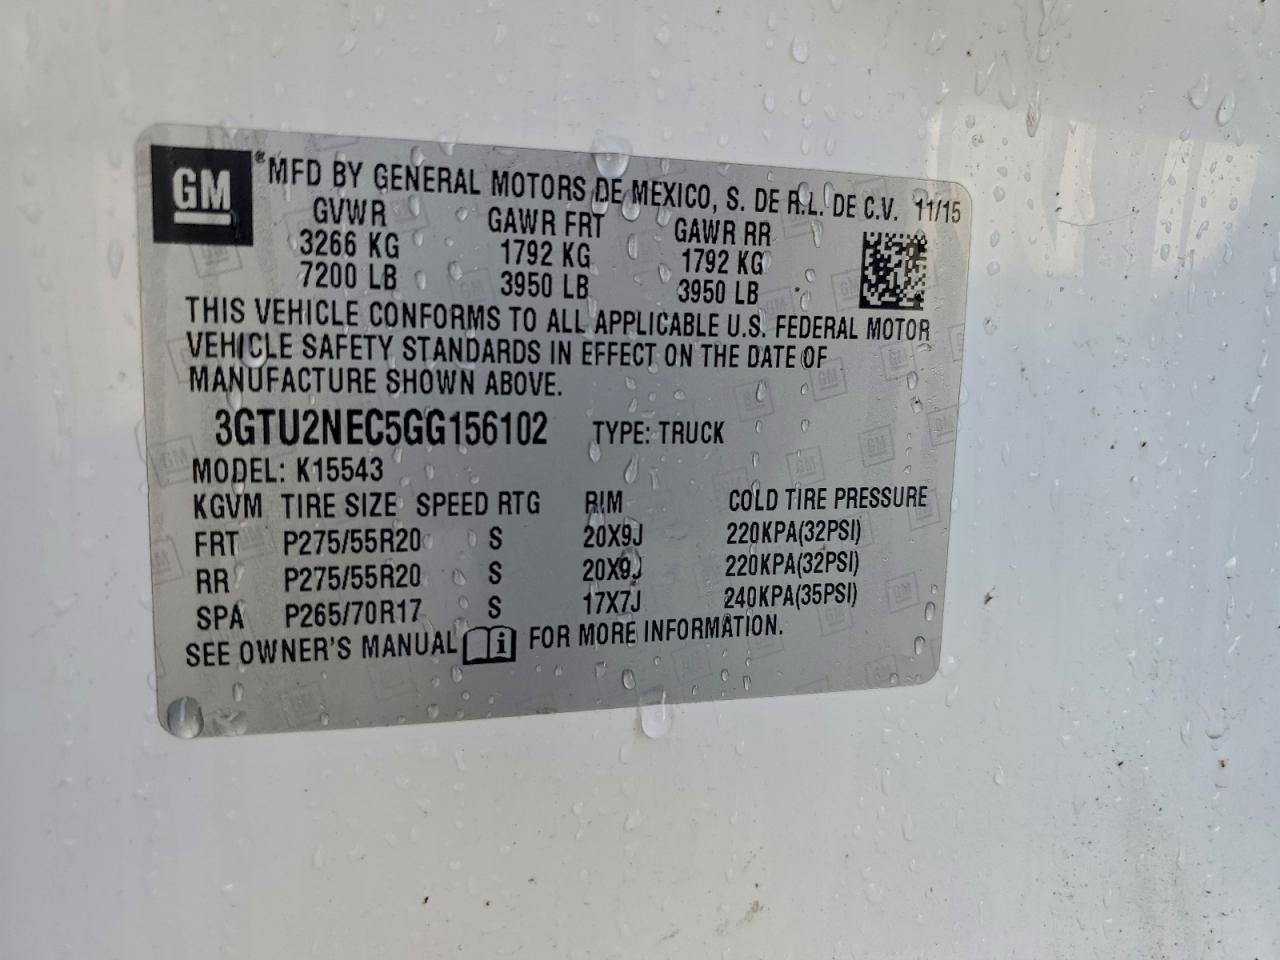 GM ® MFD BY GENERAL MOTORS DE MEXICO, S. DE R.L. DE C.V. 11/15
GVWR GAWR FRT GAWR RR
3266 KG 1792 KG 1792 KG
7200 LB 3950 LB 3950 LB
THIS VEHICLE CONFORMS TO ALL APPLICABLE U.S. FEDERAL MOTOR
VEHICLE SAFETY STANDARDS IN EFFECT ON THE DATE OF
MANUFACTURE SHOWN ABOVE.
3GTU2NEC5GG156102 TYPE: TRUCK
MODEL: K15543
KGVM TIRE SIZE SPEED RTG RIM COLD TIRE PRESSURE
FRT P275/55R20 S 20X9J 220KPA(32PSI)
RR P275/55R20 S 20X9J 220KPA(32PSI)
SPA P265/70R17 S 17X7J 240KPA(35PSI)
SEE OWNER'S MANUAL i FOR MORE INFORMATION.